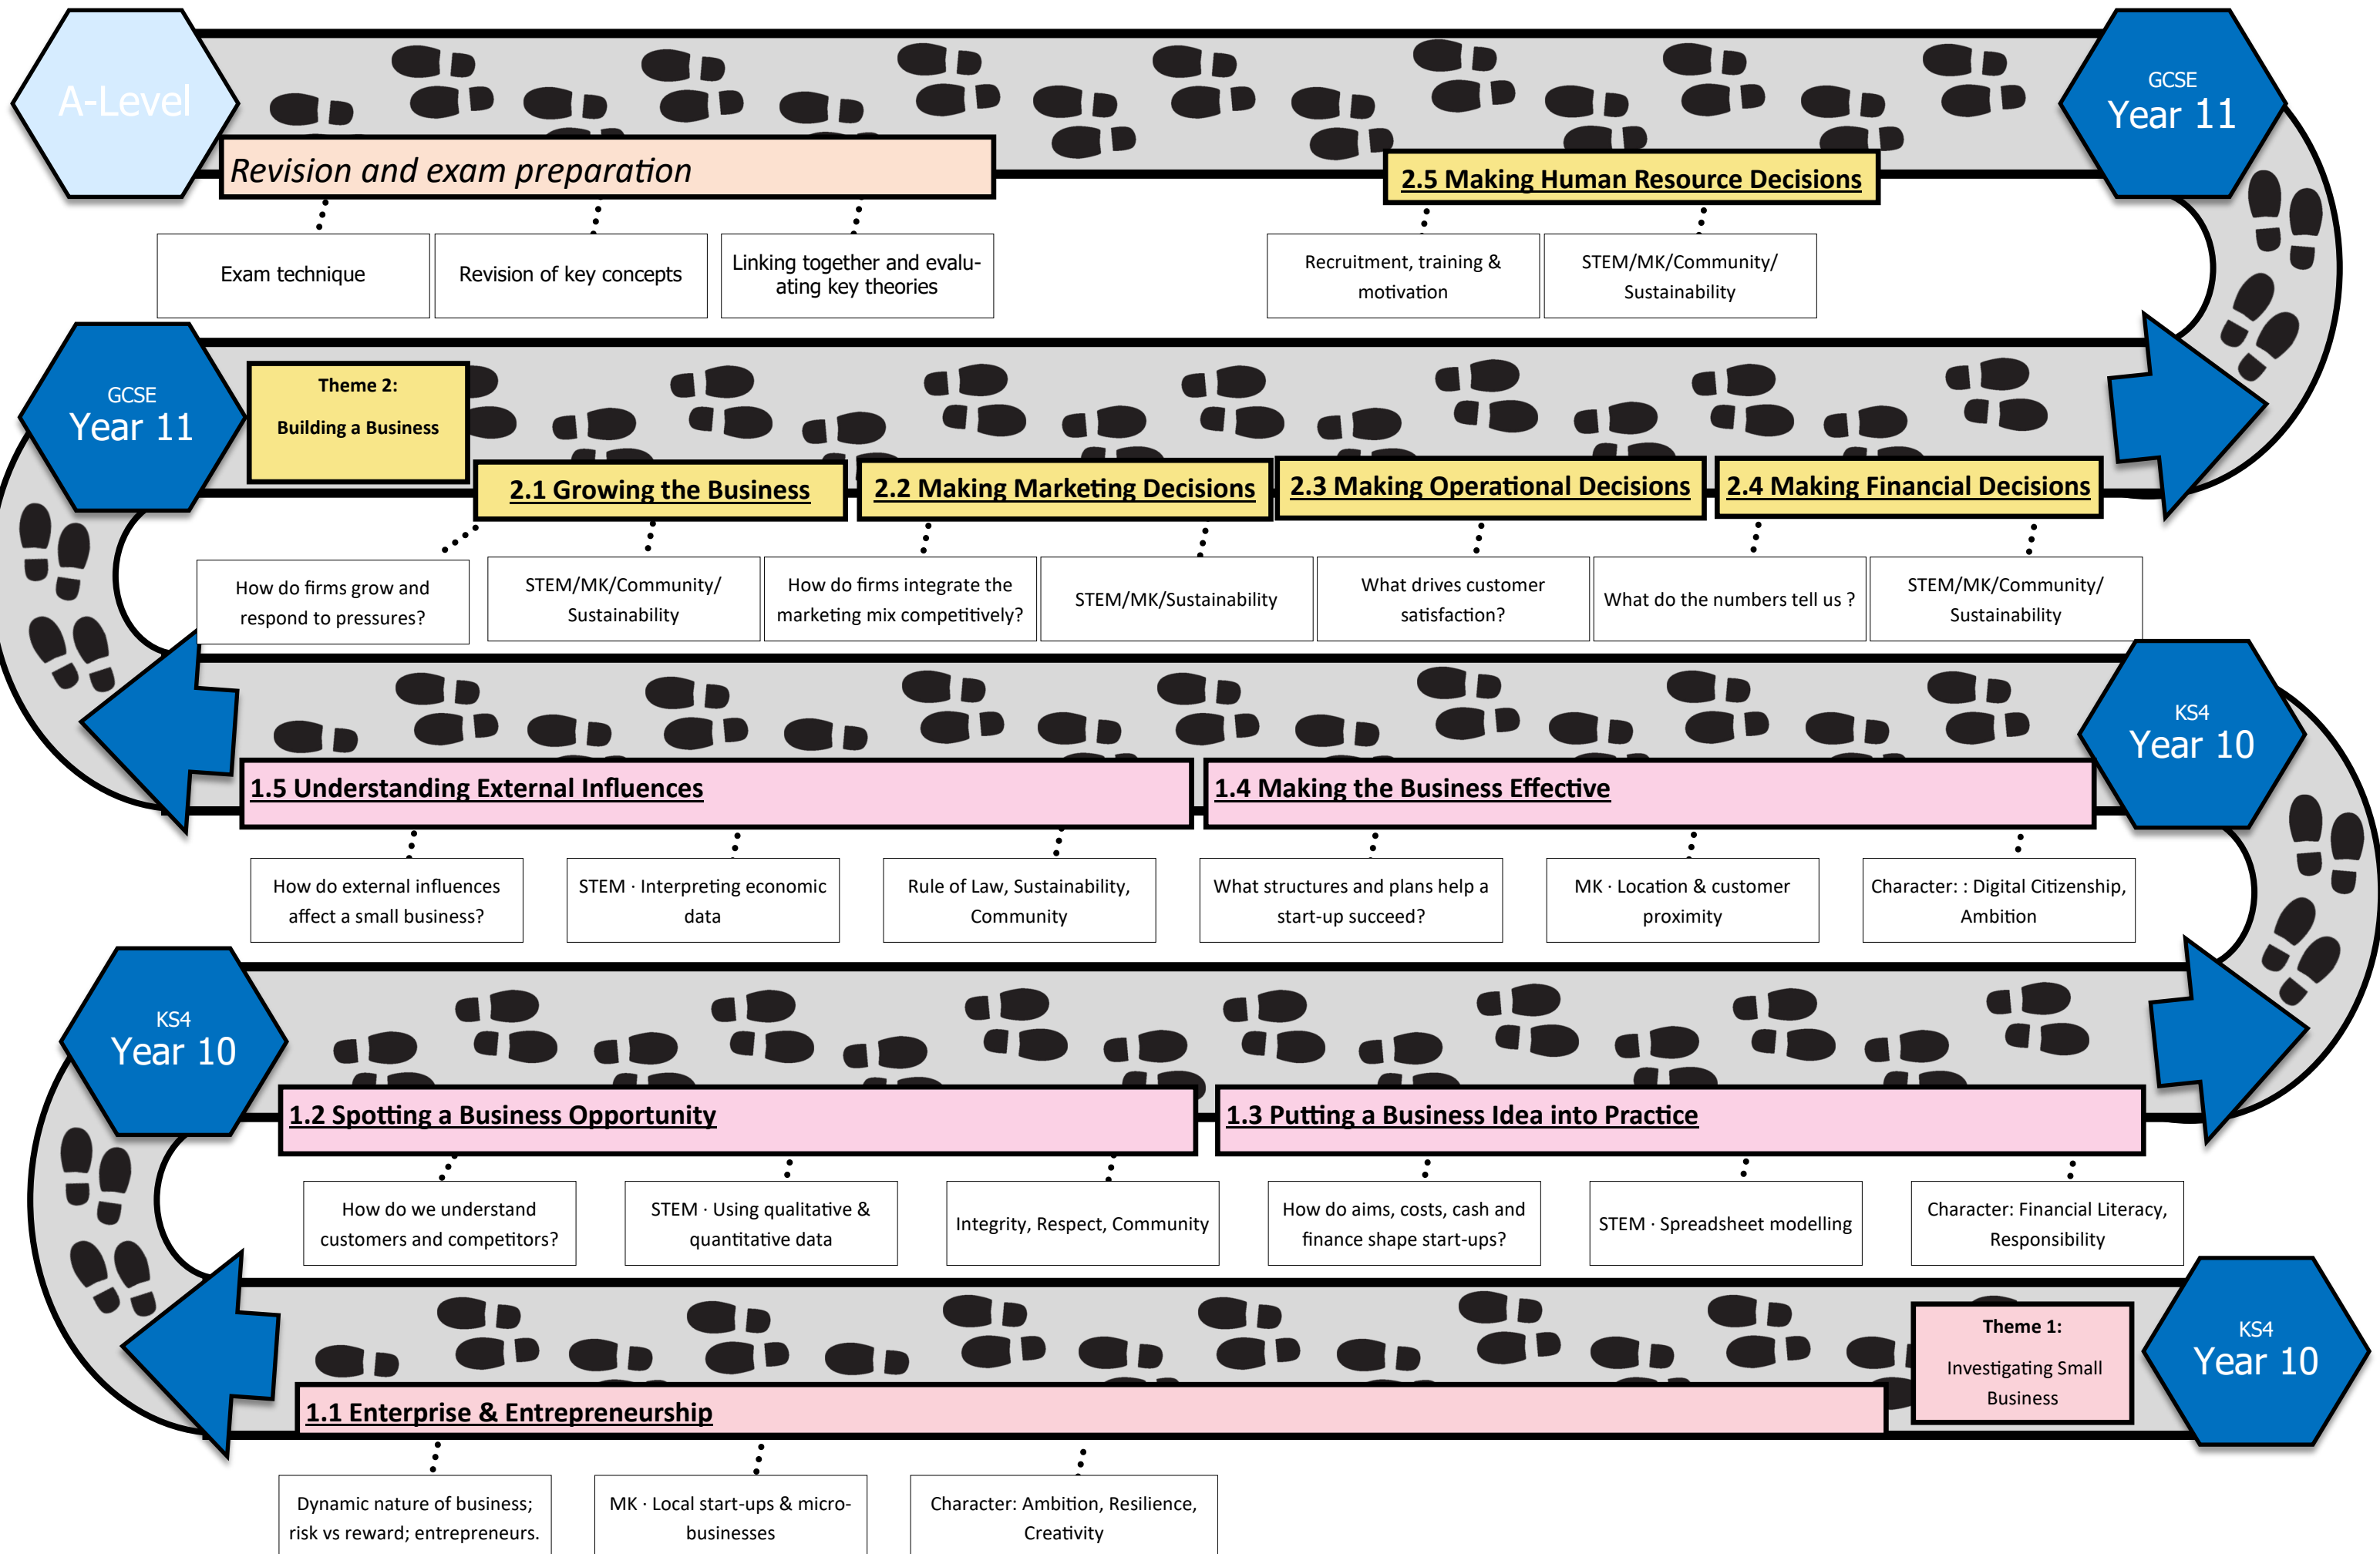 A-Level
GCSE
Year 11
Revision and exam preparation
2.5 Making Human Resource Decisions
Exam technique
Revision of key concepts
Linking together and evalu-
ating key theories
Recruitment, training &
motivation
STEM/MK/Community/
Sustainability
GCSE
Year 11
Theme 2:
Building a Business
2.1 Growing the Business
2.2 Making Marketing Decisions
2.3 Making Operational Decisions
2.4 Making Financial Decisions
How do firms grow and
respond to pressures?
STEM/MK/Community/
Sustainability
How do firms integrate the
marketing mix competitively?
STEM/MK/Sustainability
What drives customer
satisfaction?
What do the numbers tell us ?
STEM/MK/Community/
Sustainability
KS4
Year 10
1.5 Understanding External Influences
1.4 Making the Business Effective
How do external influences
affect a small business?
STEM · Interpreting economic
data
Rule of Law, Sustainability,
Community
What structures and plans help a
start-up succeed?
MK · Location & customer
proximity
Character: : Digital Citizenship,
Ambition
KS4
Year 10
1.2 Spotting a Business Opportunity
1.3 Putting a Business Idea into Practice
How do we understand
customers and competitors?
STEM · Using qualitative &
quantitative data
Integrity, Respect, Community
How do aims, costs, cash and
finance shape start-ups?
STEM · Spreadsheet modelling
Character: Financial Literacy,
Responsibility
Theme 1:
Investigating Small
Business
KS4
Year 10
1.1 Enterprise & Entrepreneurship
Dynamic nature of business;
risk vs reward; entrepreneurs.
MK · Local start-ups & micro-
businesses
Character: Ambition, Resilience,
Creativity